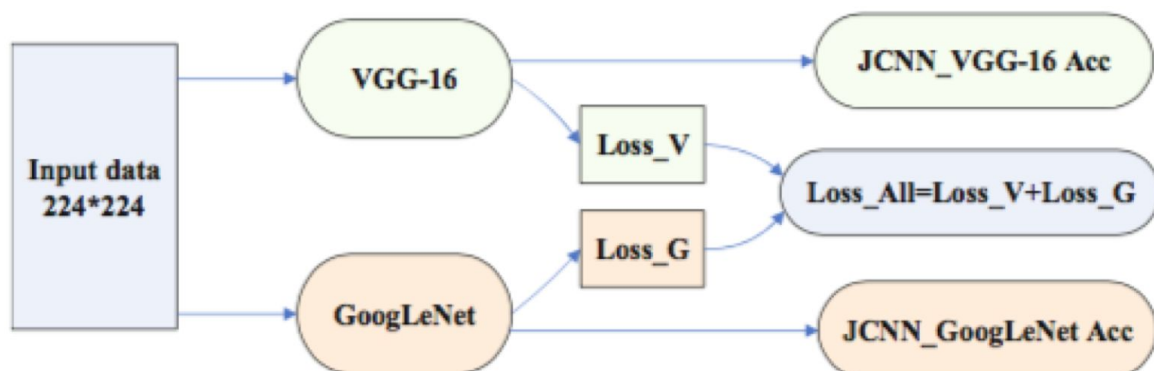 VGG-16
JCNN_VGG-16 Acc
Loss_V
Input data
224*224
Loss_All=Loss_V+Loss_G
Loss_G
GoogLeNet
JCNN_GoogLeNet Acc